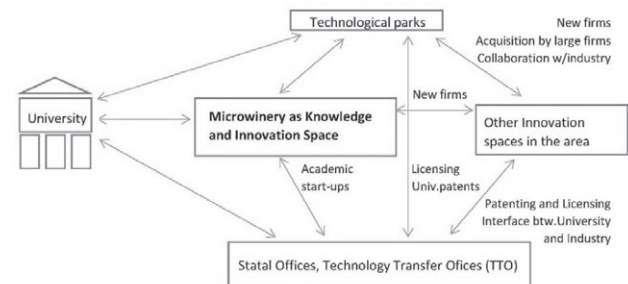 Technological parks
New firms
Acquisition by large firms
Collaboration w/industry
University
Microwinery as Knowledge
and Innovation Space
New firms
Other Innovation
spaces in the area
Academic
start-ups
Licensing
Univ.patents
Patenting and Licensing
Interface btw.University
and Industry
Statal Offices, Technology Transfer Ofices (TTO)